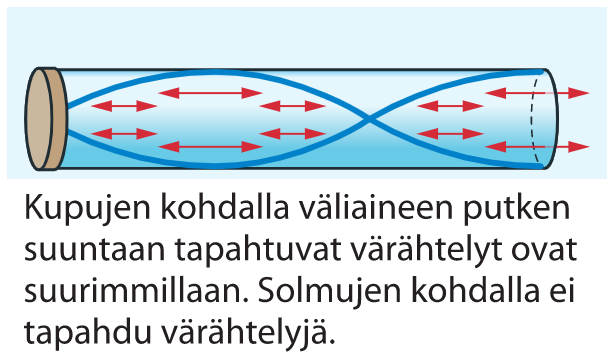 Kupujen kohdalla väliaineen putken
suuntaan tapahtuvat värähtelyt ovat
suurimmillaan. Solmujen kohdalla ei
tapahdu värähtelyjä.